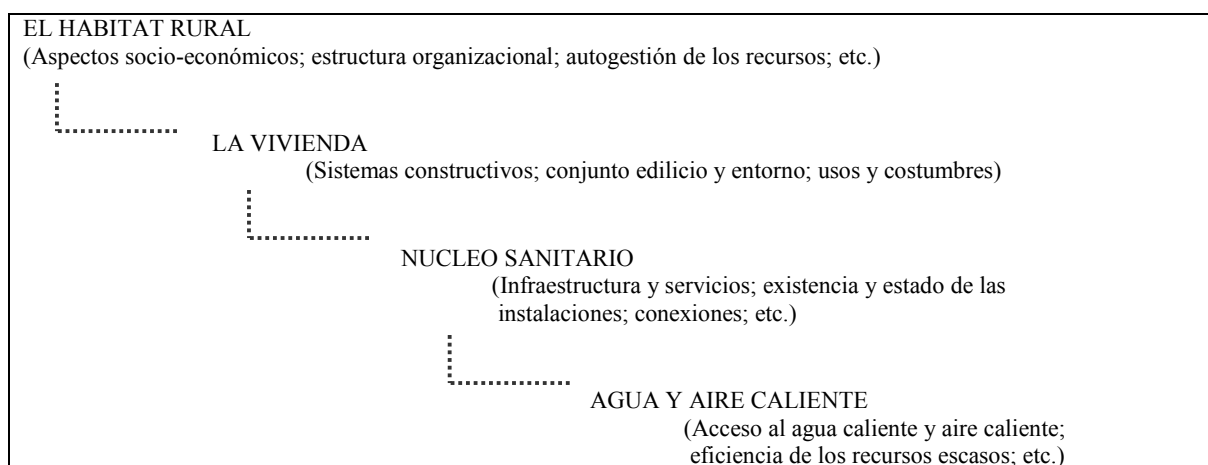 EL HABITAT RURAL
(Aspectos socio-económicos; estructura organizacional; autogestión de los recursos; etc.)
LA VIVIENDA
(Sistemas constructivos; conjunto edilicio y entorno; usos y costumbres)
NUCLEO SANITARIO
(Infraestructura y servicios; existencia y estado de las
instalaciones; conexiones; etc.)
AGUA Y AIRE CALIENTE
(Acceso al agua caliente y aire caliente;
eficiencia de los recursos escasos; etc.)